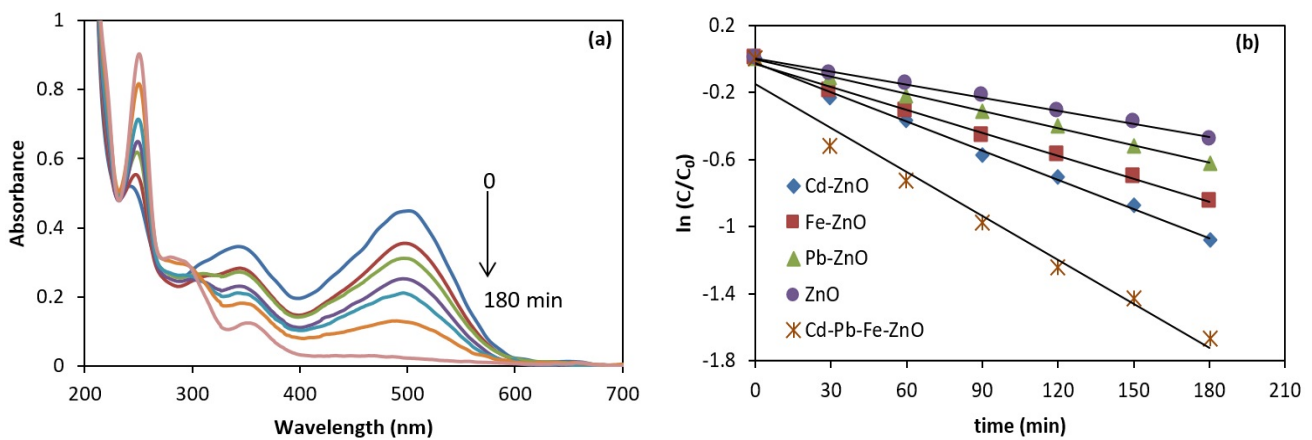 (a)
1
0.8
0.6
0.4
0.2
0
Absorbance
0
180 min
200 300 400 500 600 700
Wavelength (nm)
(b)
0.2
-0.2
-0.6
-1
-1.4
-1.8
ln (C/C₀)
Cd-ZnO
Fe-ZnO
Pb-ZnO
ZnO
Cd-Pb-Fe-ZnO
0 30 60 90 120 150 180 210
time (min)